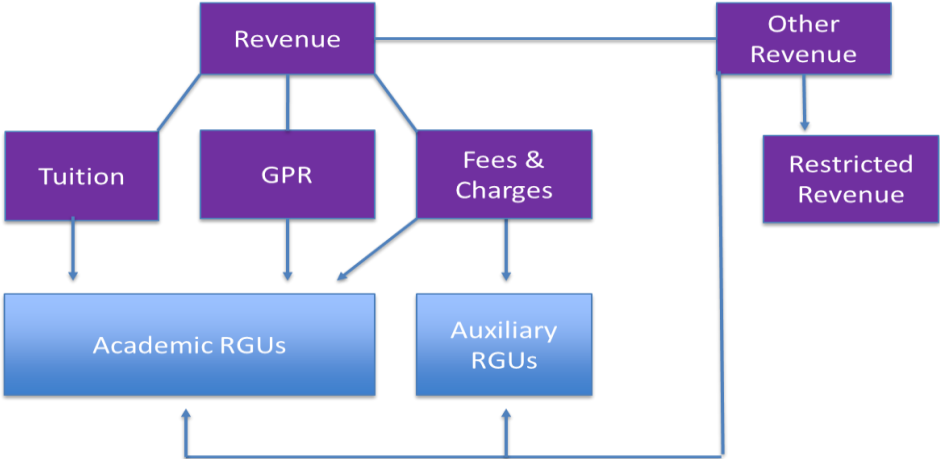 Revenue
Other
Revenue
Tuition
GPR
Fees &
Charges
Restricted
Revenue
Academic RGUs
Auxiliary
RGUs